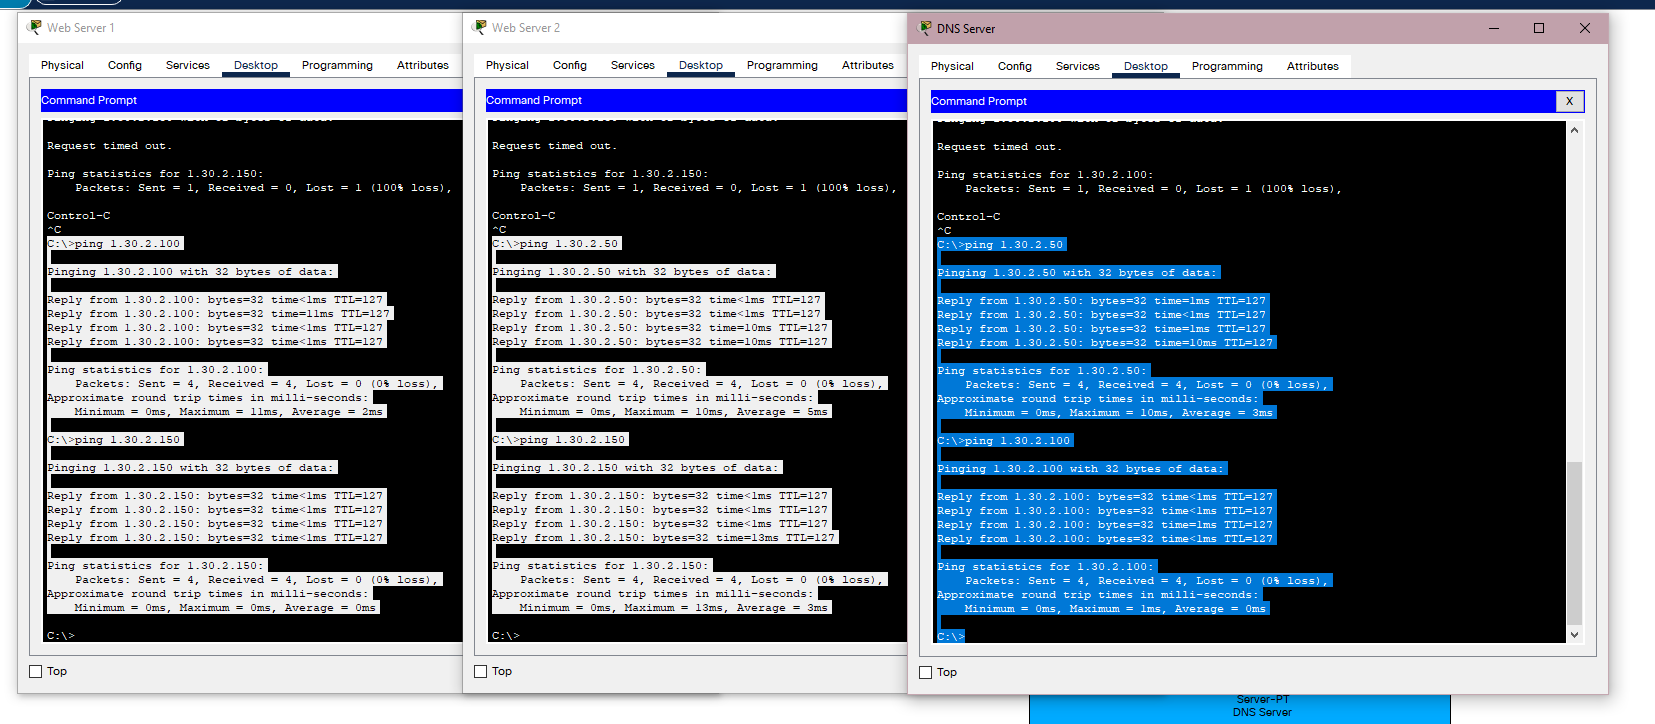 Web Server 1
Physical Config Services Desktop Programming Attributes
Command Prompt
Request timed out.
Ping statistics for 1.30.2.150:
Packets: Sent = 1, Received = 0, Lost = 1 (100% loss),
Control-C
^C
C:\>ping 1.30.2.100
Pinging 1.30.2.100 with 32 bytes of data:
Reply from 1.30.2.100: bytes=32 time<1ms TTL=127
Reply from 1.30.2.100: bytes=32 time=11ms TTL=127
Reply from 1.30.2.100: bytes=32 time<1ms TTL=127
Reply from 1.30.2.100: bytes=32 time<1ms TTL=127
Ping statistics for 1.30.2.100:
Packets: Sent = 4, Received = 4, Lost = 0 (0% loss),
Approximate round trip times in milli-seconds:
Minimum = 0ms, Maximum = 11ms, Average = 2ms
C:\>ping 1.30.2.150
Pinging 1.30.2.150 with 32 bytes of data:
Reply from 1.30.2.150: bytes=32 time<1ms TTL=127
Reply from 1.30.2.150: bytes=32 time<1ms TTL=127
Reply from 1.30.2.150: bytes=32 time<1ms TTL=127
Reply from 1.30.2.150: bytes=32 time<1ms TTL=127
Ping statistics for 1.30.2.150:
Packets: Sent = 4, Received = 4, Lost = 0 (0% loss),
Approximate round trip times in milli-seconds:
Minimum = 0ms, Maximum = 0ms, Average = 0ms
C:\>
Top
Web Server 2
Physical Config Services Desktop Programming Attributes
Command Prompt
Request timed out.
Ping statistics for 1.30.2.150:
Packets: Sent = 1, Received = 0, Lost = 1 (100% loss),
Control-C
^C
C:\>ping 1.30.2.50
Pinging 1.30.2.50 with 32 bytes of data:
Reply from 1.30.2.50: bytes=32 time<1ms TTL=127
Reply from 1.30.2.50: bytes=32 time<1ms TTL=127
Reply from 1.30.2.50: bytes=32 time=10ms TTL=127
Reply from 1.30.2.50: bytes=32 time=10ms TTL=127
Ping statistics for 1.30.2.50:
Packets: Sent = 4, Received = 4, Lost = 0 (0% loss),
Approximate round trip times in milli-seconds:
Minimum = 0ms, Maximum = 10ms, Average = 5ms
C:\>ping 1.30.2.150
Pinging 1.30.2.150 with 32 bytes of data:
Reply from 1.30.2.150: bytes=32 time<1ms TTL=127
Reply from 1.30.2.150: bytes=32 time<1ms TTL=127
Reply from 1.30.2.150: bytes=32 time<1ms TTL=127
Reply from 1.30.2.150: bytes=32 time=13ms TTL=127
Ping statistics for 1.30.2.150:
Packets: Sent = 4, Received = 4, Lost = 0 (0% loss),
Approximate round trip times in milli-seconds:
Minimum = 0ms, Maximum = 13ms, Average = 3ms
C:\>
Top
DNS Server
Physical Config Services Desktop Programming Attributes
Command Prompt X
Request timed out.
Ping statistics for 1.30.2.100:
Packets: Sent = 1, Received = 0, Lost = 1 (100% loss),
Control-C
^C
C:\>ping 1.30.2.50
Pinging 1.30.2.50 with 32 bytes of data:
Reply from 1.30.2.50: bytes=32 time=1ms TTL=127
Reply from 1.30.2.50: bytes=32 time<1ms TTL=127
Reply from 1.30.2.50: bytes=32 time=1ms TTL=127
Reply from 1.30.2.50: bytes=32 time=10ms TTL=127
Ping statistics for 1.30.2.50:
Packets: Sent = 4, Received = 4, Lost = 0 (0% loss),
Approximate round trip times in milli-seconds:
Minimum = 0ms, Maximum = 10ms, Average = 3ms
C:\>ping 1.30.2.100
Pinging 1.30.2.100 with 32 bytes of data:
Reply from 1.30.2.100: bytes=32 time<1ms TTL=127
Reply from 1.30.2.100: bytes=32 time<1ms TTL=127
Reply from 1.30.2.100: bytes=32 time=1ms TTL=127
Reply from 1.30.2.100: bytes=32 time<1ms TTL=127
Ping statistics for 1.30.2.100:
Packets: Sent = 4, Received = 4, Lost = 0 (0% loss),
Approximate round trip times in milli-seconds:
Minimum = 0ms, Maximum = 1ms, Average = 0ms
C:\>
Top
Server-PT
DNS Server